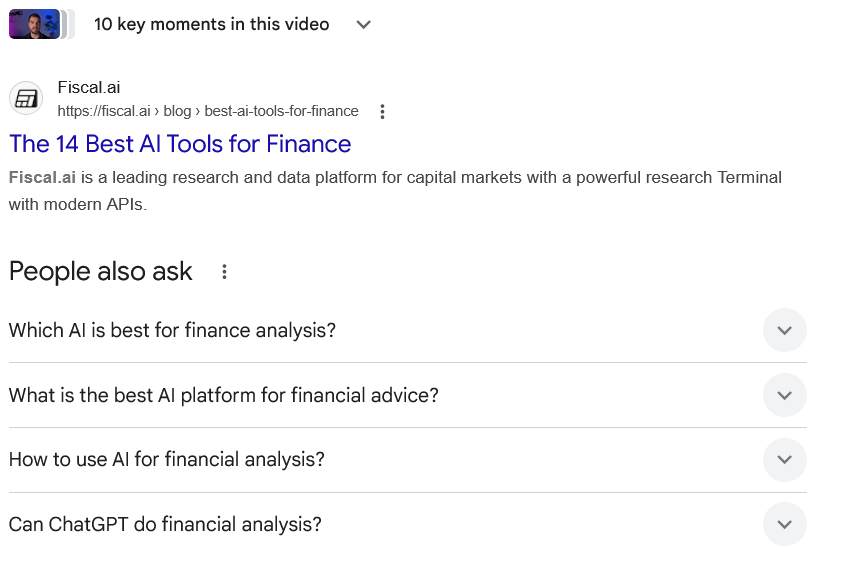 10 key moments in this video
Fiscal.ai
https://fiscal.ai › blog › best-ai-tools-for-finance
The 14 Best AI Tools for Finance
Fiscal.ai is a leading research and data platform for capital markets with a powerful research Terminal
with modern APIs.
People also ask
Which AI is best for finance analysis?
What is the best AI platform for financial advice?
How to use AI for financial analysis?
Can ChatGPT do financial analysis?